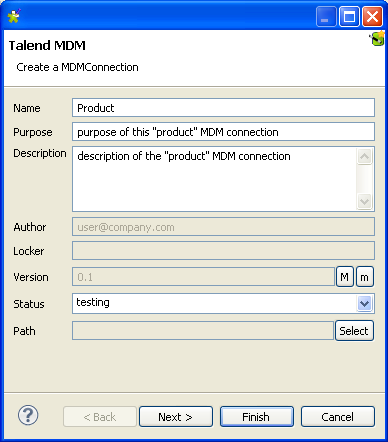 Talend MDM
Create a MDMConnection
Name Product
Purpose purpose of this "product" MDM connection
Description description of the "product" MDM connection
Author user@company.com
Locker
Version 0.1 M m
Status testing
Path Select
? < Back Next > Finish Cancel